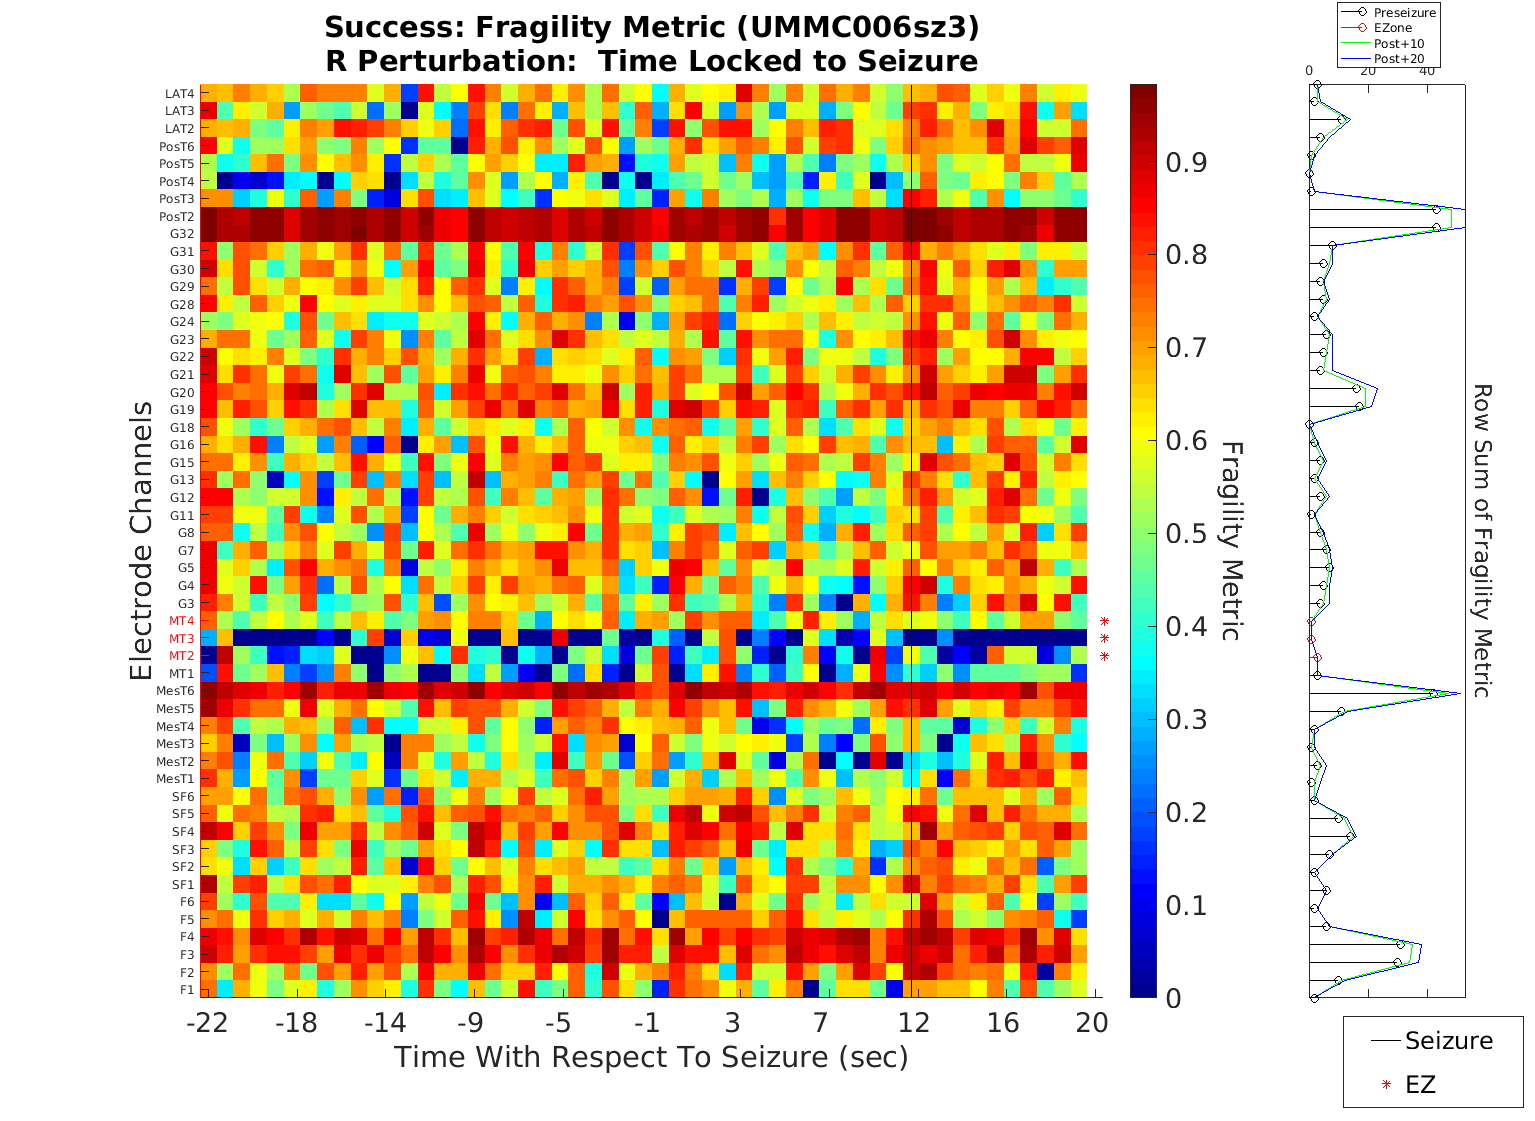 Success: Fragility Metric (UMMC006sz3)
R Perturbation: Time Locked to Seizure
Preseizure
EZone
Post+10
Post+20
0 20 40
LAT4
LAT3
LAT2
PosT6
PosT5
PosT4
PosT3
PosT2
G32
G31
G30
G29
G28
G24
G23
G22
G21
G20
G19
G18
G16
G15
G13
G12
G11
G8
G7
G5
G4
G3
MT4
MT3
MT2
MT1
MesT6
MesT5
MesT4
MesT3
MesT2
MesT1
SF6
SF5
SF4
SF3
SF2
SF1
F6
F5
F4
F3
F2
F1
Electrode Channels
-22 -18 -14 -9 -5 -1 3 7 12 16 20
Time With Respect To Seizure (sec)
0.9
0.8
0.7
0.6
0.5
0.4
0.3
0.2
0.1
0
Fragility Metric
Row Sum of Fragility Metric
Seizure
* EZ